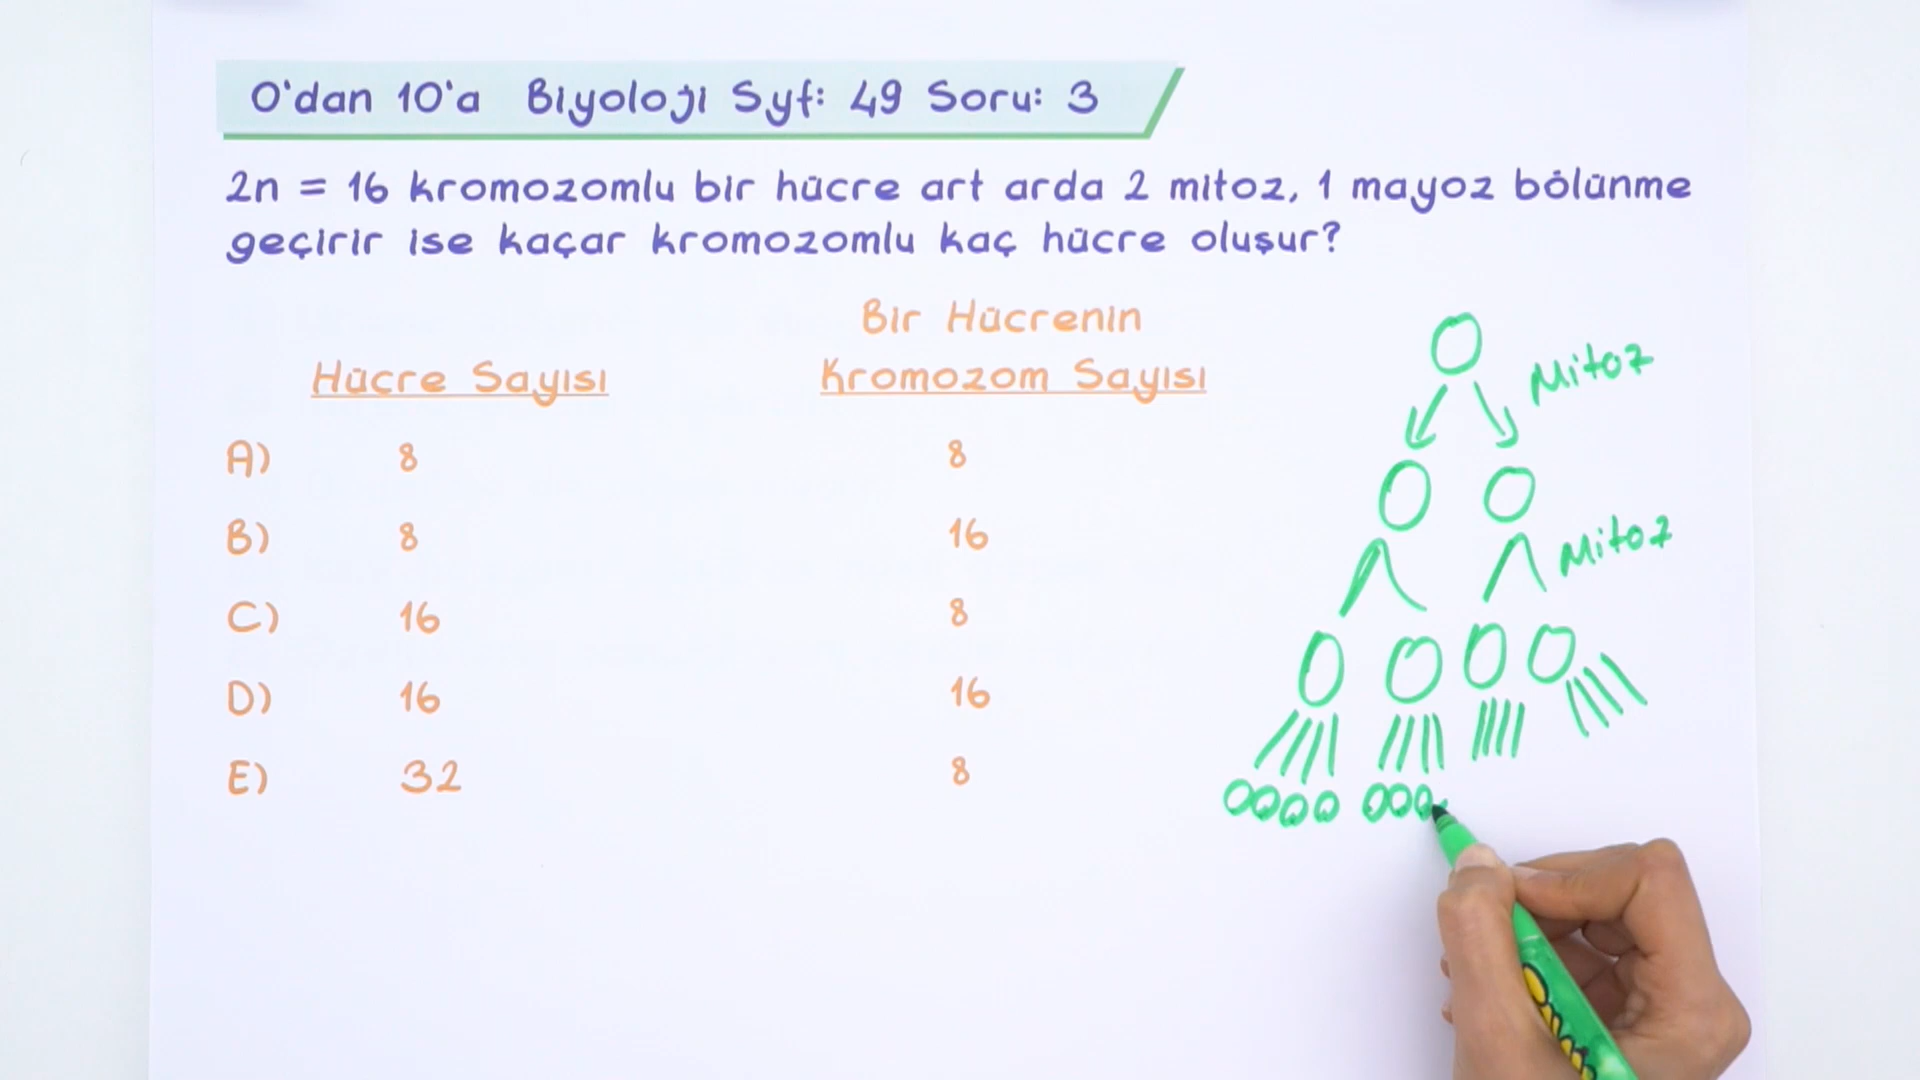 0'dan 10'a Biyoloji Syf: 49 Soru: 3
2n = 16 kromozomlu bir hücre art arda 2 mitoz, 1 mayoz bölünme
geçirir ise kaçar kromozomlu kaç hücre oluşur?
Bir Hücrenin
Hücre Sayısı Kromozom Sayısı
A) 8 8
B) 8 16
C) 16 8
D) 16 16
E) 32 8
Mitoz
Mitoz